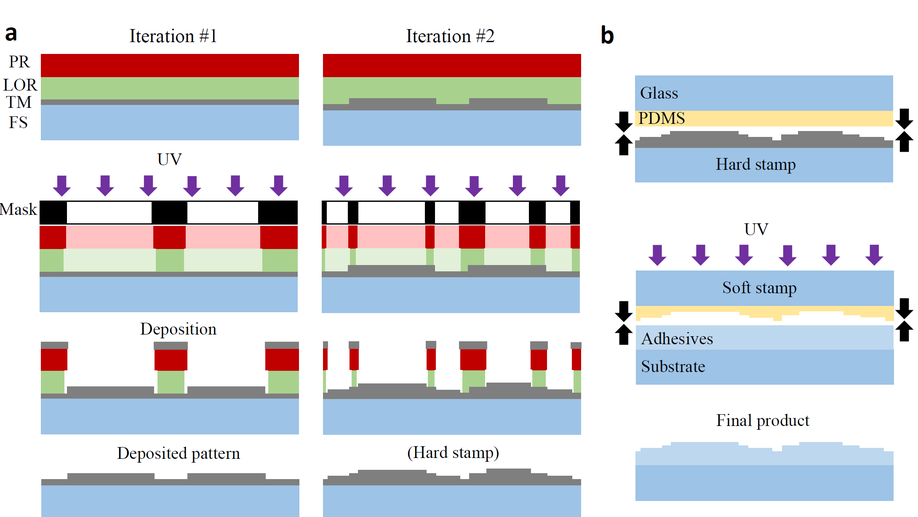 a
Iteration #1
Iteration #2
PR
LOR
TM
FS
UV
Mask
Deposition
Deposited pattern
(Hard stamp)
b
Glass
PDMS
Hard stamp
UV
Soft stamp
Adhesives
Substrate
Final product